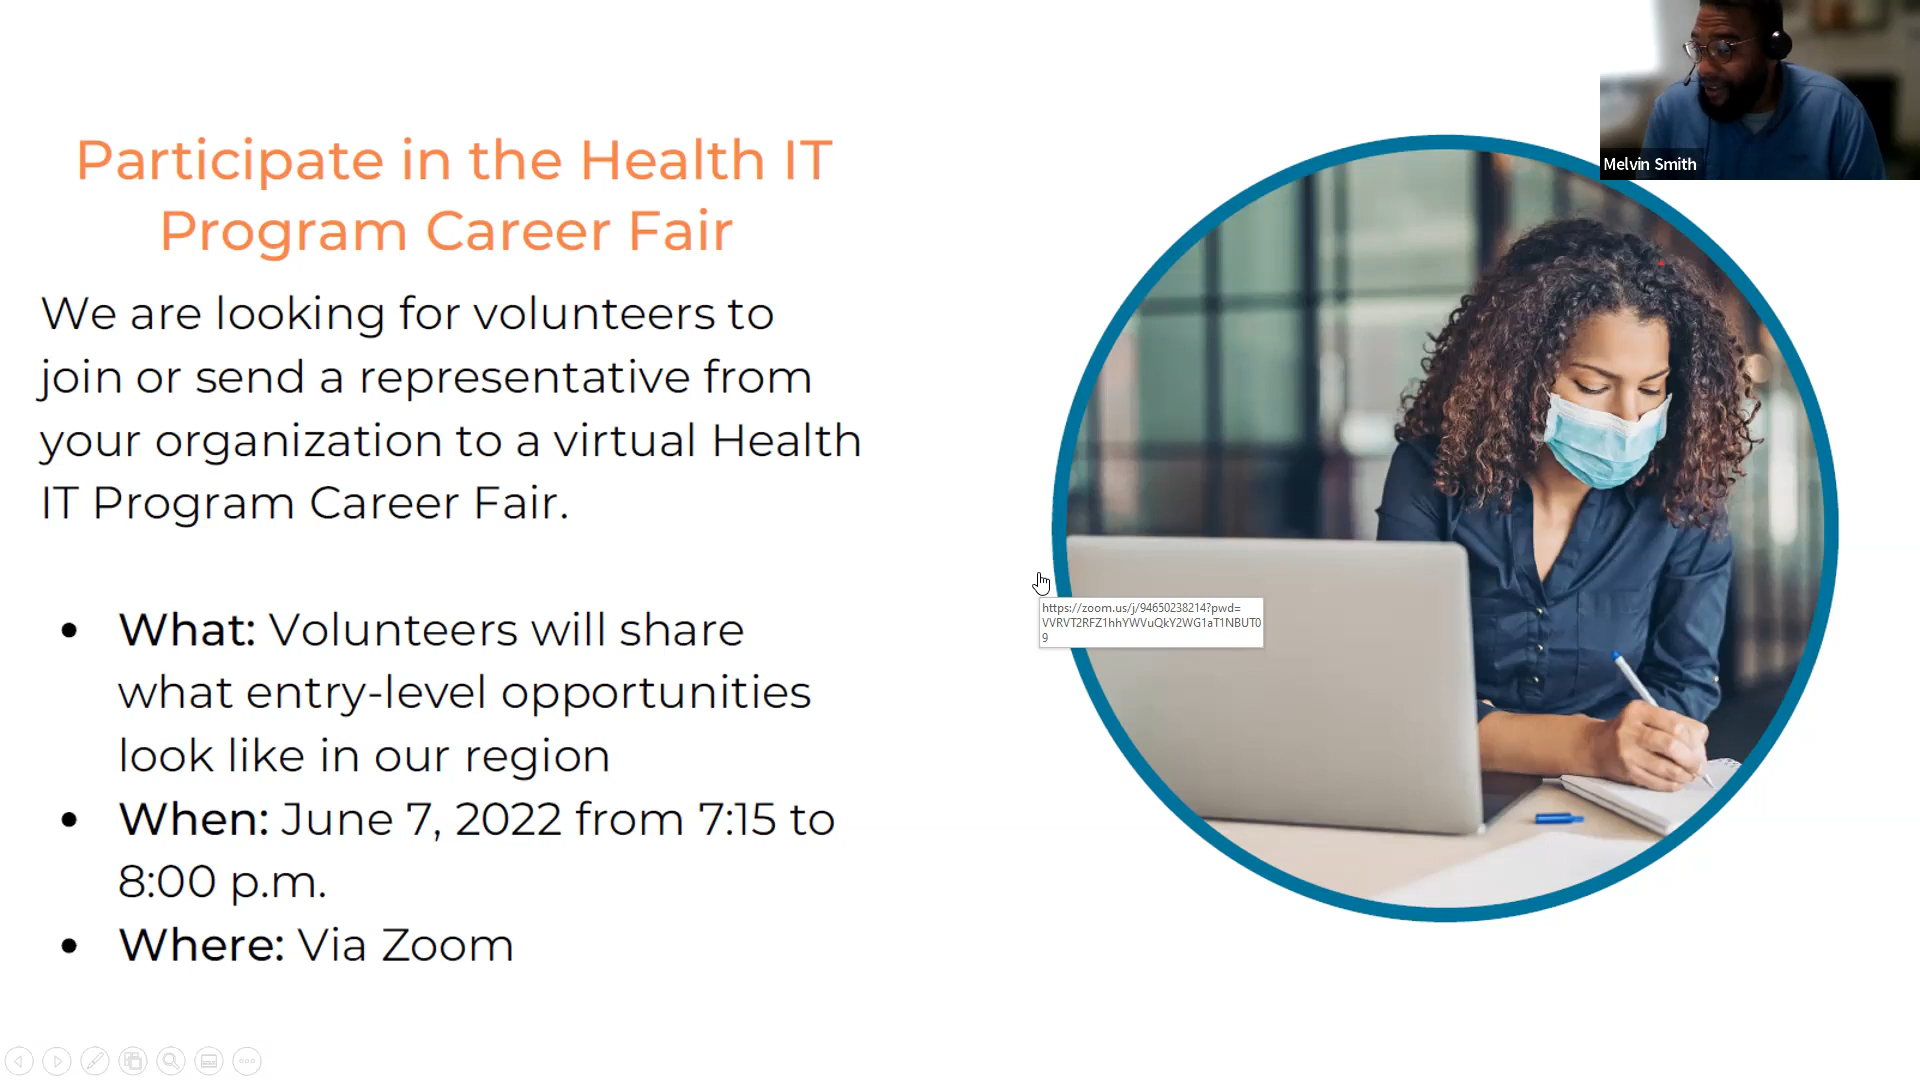 Participate in the Health IT
Program Career Fair
We are looking for volunteers to
join or send a representative from
your organization to a virtual Health
IT Program Career Fair.
• What: Volunteers will share
what entry-level opportunities
look like in our region
• When: June 7, 2022 from 7:15 to
8:00 p.m.
• Where: Via Zoom
Melvin Smith
https://zoom.us/j/94650238214?pwd=
VVRVT2RFZ1hhYWVuQkY2WG1aT1NBUT0
9